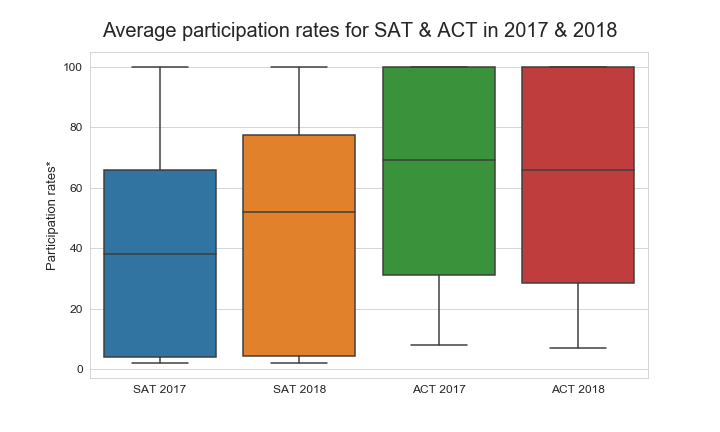 Average participation rates for SAT & ACT in 2017 & 2018
Participation rates*
100
80
60
40
20
0
SAT 2017
SAT 2018
ACT 2017
ACT 2018